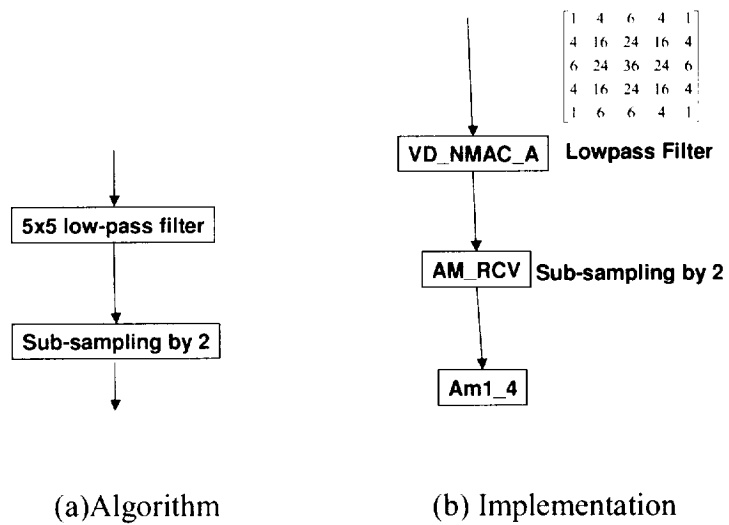 1 4 6 4 1
4 16 24 16 4
6 24 36 24 6
4 16 24 16 4
1 6 6 4 1
VD_NMAC_A
Lowpass Filter
5x5 low-pass filter
AM_RCV
Sub-sampling by 2
Sub-sampling by 2
Am1_4
(a)Algorithm
(b) Implementation